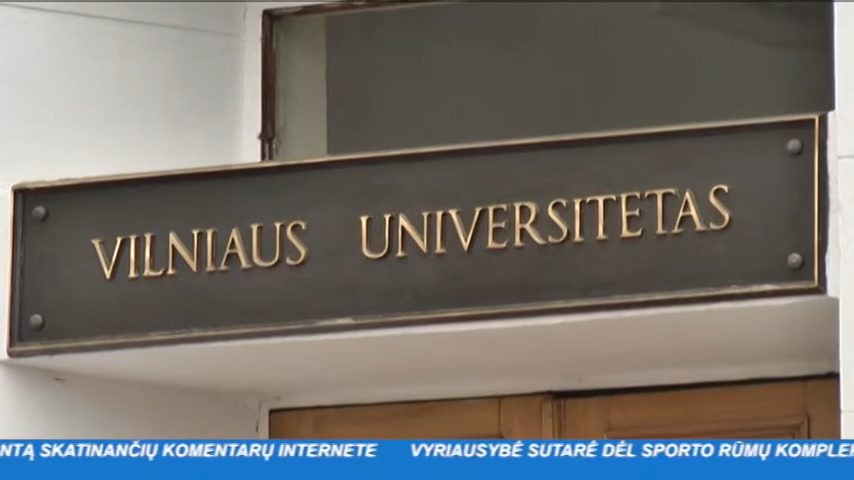 VILNIAUS UNIVERSITETAS
SKATINANČIŲ KOMENTARŲ INTERNETE VYRIAUSYBĖ SUTARĖ DĖL SPORTO RŪMŲ